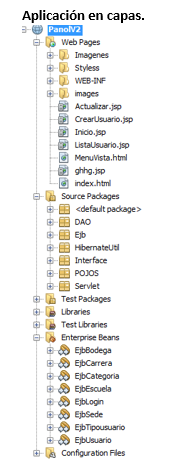 Aplicación en capas.
PanolV2
Web Pages
Imagenes
Styless
WEB-INF
images
Actualizar.jsp
CrearUsuario.jsp
Inicio.jsp
ListaUsuario.jsp
MenuVista.html
ghhg.jsp
index.html
Source Packages
<default package>
DAO
Ejb
HibernateUtil
Interface
POJOS
Servlet
Test Packages
Libraries
Test Libraries
Enterprise Beans
EjbBodega
EjbCarrera
EjbCategoria
EjbEscuela
EjbLogin
EjbSede
EjbTipousuario
EjbUsuario
Configuration Files